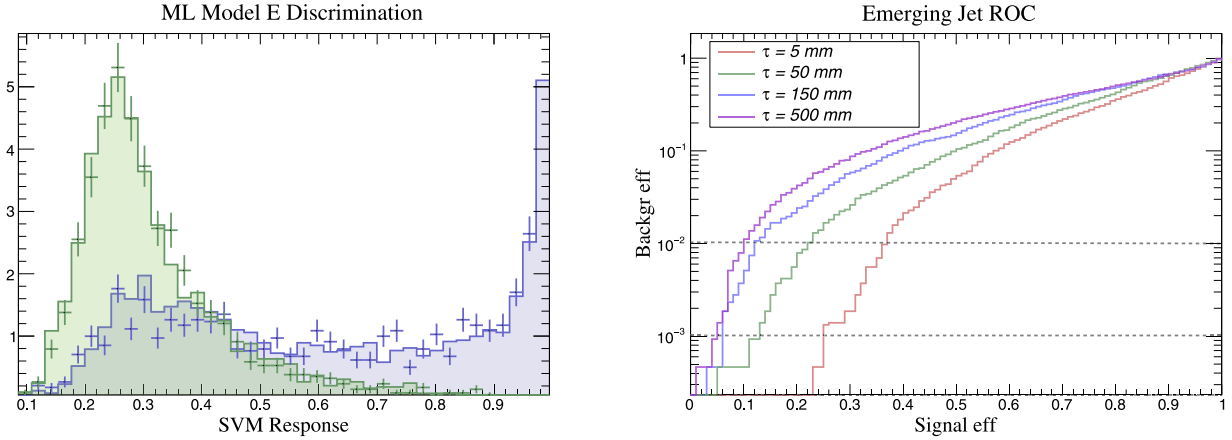 ML Model E Discrimination
5
4
3
2
1
0.1 0.2 0.3 0.4 0.5 0.6 0.7 0.8 0.9
SVM Response
Emerging Jet ROC
τ = 5 mm
τ = 50 mm
τ = 150 mm
τ = 500 mm
Backgr eff
1
10⁻¹
10⁻²
10⁻³
0 0.1 0.2 0.3 0.4 0.5 0.6 0.7 0.8 0.9 1
Signal eff